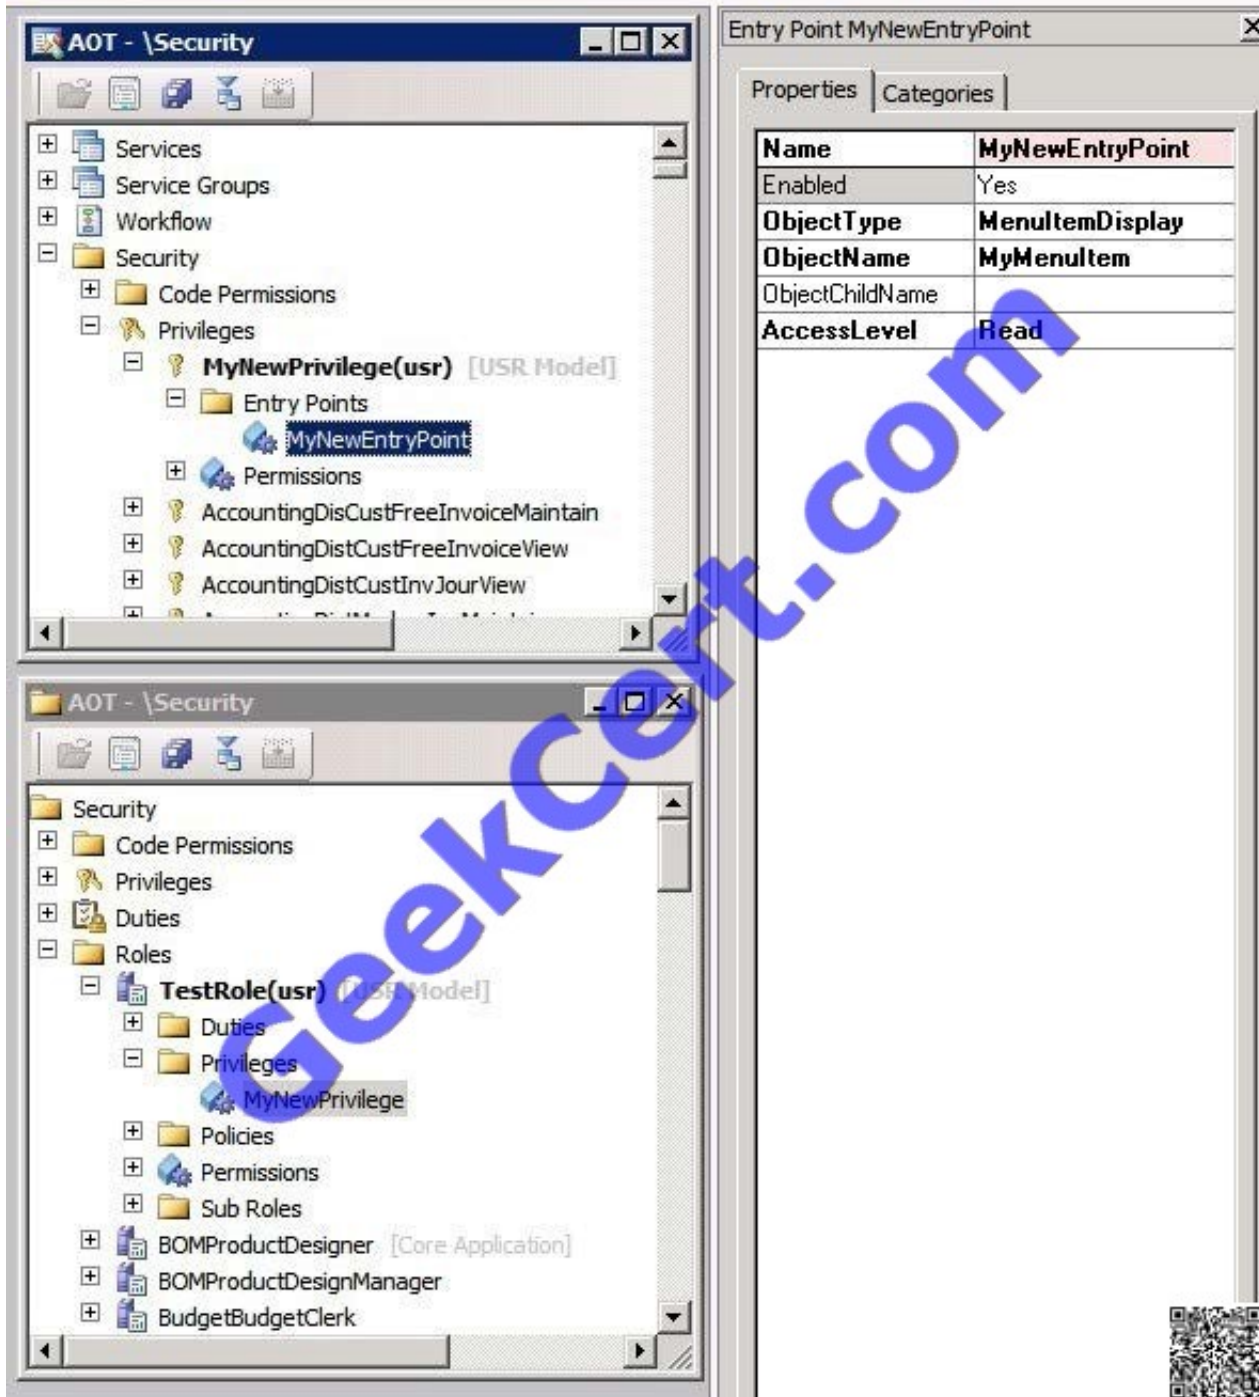 AOT - \Security
Services
Service Groups
Workflow
Security
Code Permissions
Privileges
MyNewPrivilege(usr) [USR Model]
Entry Points
MyNewEntryPoint
Permissions
AccountingDisCustFreeInvoiceMaintain
AccountingDistCustFreeInvoiceView
AccountingDistCustInvJourView
AOT - \Security
Security
Code Permissions
Privileges
Duties
Roles
TestRole(usr) [USR Model]
Duties
Privileges
MyNewPrivilege
Policies
Permissions
Sub Roles
BOMProductDesigner [Core Application]
BOMProductDesignManager
BudgetBudgetClerk
Entry Point MyNewEntryPoint
Properties Categories
Name MyNewEntryPoint
Enabled Yes
ObjectType MenuItemDisplay
ObjectName MyMenuItem
ObjectChildName
AccessLevel Read
GeekCert.com